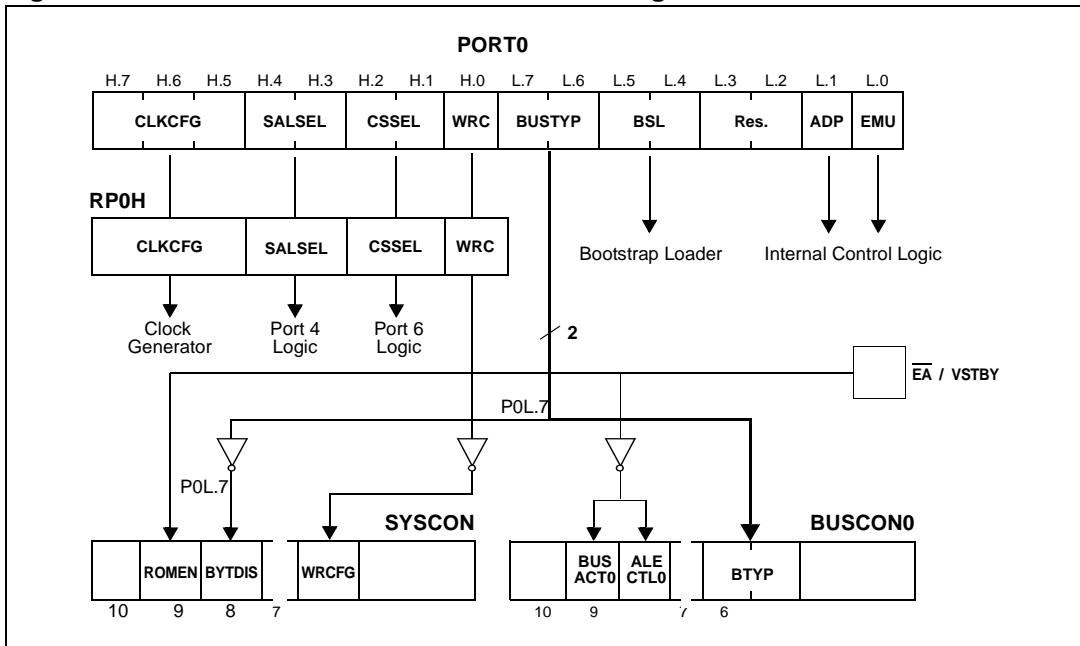 PORT0
H.7 H.6 H.5 H.4 H.3 H.2 H.1 H.0 L.7 L.6 L.5 L.4 L.3 L.2 L.1 L.0
CLKCFG SALSEL CSSEL WRC BUSTYP BSL Res. ADP EMU
RP0H
CLKCFG SALSEL CSSEL WRC
Bootstrap Loader Internal Control Logic
Clock
Generator
Port 4
Logic
Port 6
Logic
2
EA / VSTBY
P0L.7
P0L.7
SYSCON BUSCON0
ROMEN BYTDIS WRCFG
BUS
ACT0
ALE
CTL0
BTYP
10 9 8 7 10 9 7 6